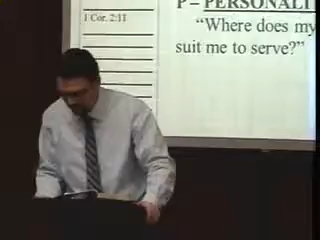 1 Cor. 2:11
P – PERSONALI
"Where does my
suit me to serve?"